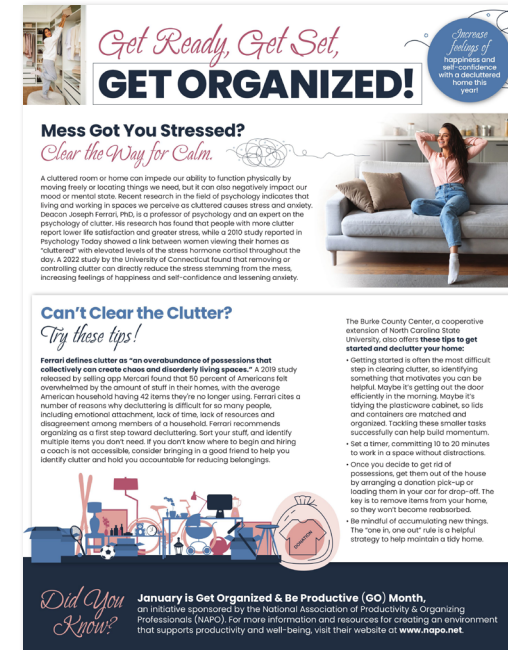 Get Ready, Get Set,
GET ORGANIZED!
Increase
feelings of
happiness and
self-confidence
with a decluttered
home this
year!
Mess Got You Stressed?
Clear the Way for Calm.
A cluttered room or home can impede our ability to function physically by
moving freely or locating things we need, but it can also negatively impact our
mood or mental state. Recent research in the field of psychology indicates that
living and working in spaces we perceive as cluttered causes stress and anxiety.
Deacon Joseph Ferrari, PhD, is a professor of psychology and an expert on the
psychology of clutter. His research has found that people with more clutter
report lower life satisfaction and greater stress, while a 2010 study reported in
Psychology Today showed a link between women viewing their homes as
"cluttered" with elevated levels of the stress hormone cortisol throughout the
day. A 2022 study by the University of Connecticut found that removing or
controlling clutter can directly reduce the stress stemming from the mess,
increasing feelings of happiness and self-confidence and lessening anxiety.
Can't Clear the Clutter?
Try these tips!
Ferrari defines clutter as "an overabundance of possessions that
collectively can create chaos and disorderly living spaces." A 2019 study
released by selling app Mercari found that 50 percent of Americans felt
overwhelmed by the amount of stuff in their homes, with the average
American household having 42 items they're no longer using. Ferrari cites a
number of reasons why decluttering is difficult for so many people,
including emotional attachment, lack of time, lack of resources and
disagreement among members of a household. Ferrari recommends
organizing as a first step toward decluttering. Sort your stuff, and identify
multiple items you don't need. If you don't know where to begin and hiring
a coach is not accessible, consider bringing in a good friend to help you
identify clutter and hold you accountable for reducing belongings.
The Burke County Center, a cooperative
extension of North Carolina State
University, also offers these tips to get
started and declutter your home:
• Getting started is often the most difficult
step in clearing clutter, so identifying
something that motivates you can be
helpful. Maybe it's getting out the door
efficiently in the morning. Maybe it's
tidying the plasticware cabinet, so lids
and containers are matched and
organized. Tackling these smaller tasks
successfully can help build momentum.
• Set a timer, committing 10 to 20 minutes
to work in a space without distractions.
• Once you decide to get rid of
possessions, get them out of the house
by arranging a donation pick-up or
loading them in your car for drop-off. The
key is to remove items from your home,
so they won't become reabsorbed.
• Be mindful of accumulating new things.
The "one in, one out" rule is a helpful
strategy to help maintain a tidy home.
DONATION
Did You
Know?
January is Get Organized & Be Productive (GO) Month,
an initiative sponsored by the National Association of Productivity & Organizing
Professionals (NAPO). For more information and resources for creating an environment
that supports productivity and well-being, visit their website at www.napo.net.